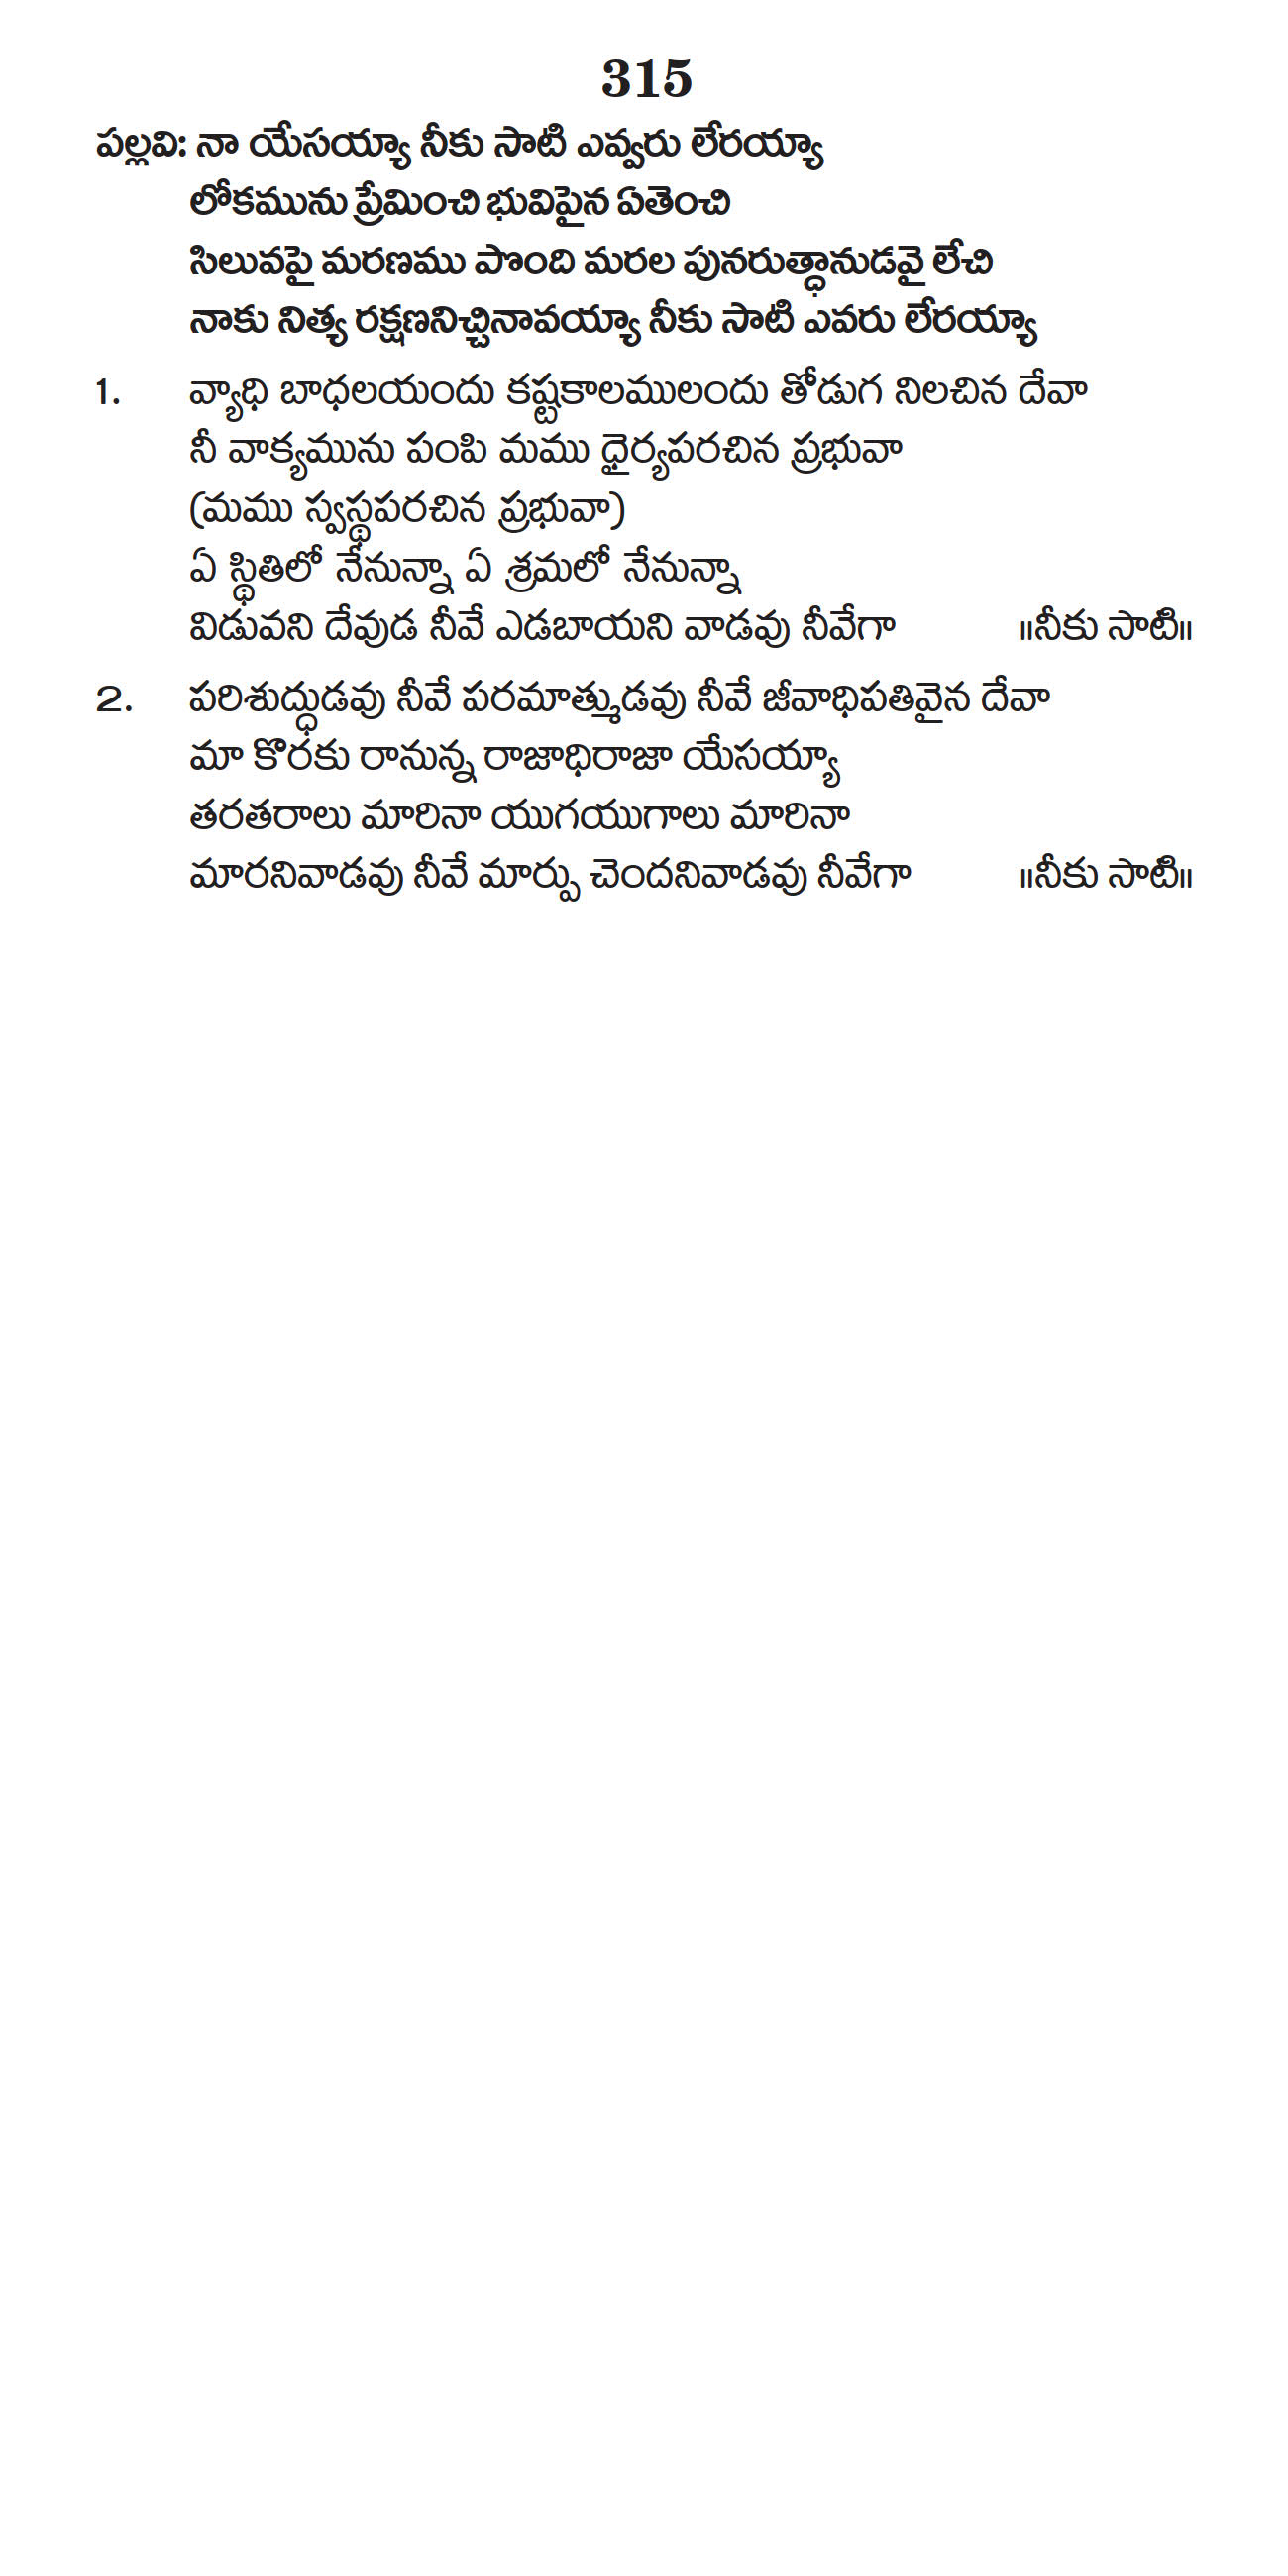 315
పల్లవి: నా యేసయ్యా నీకు సాటి ఎవ్వరు లేరయ్యా
లోకమును ప్రేమించి భువిపైన ఏతెంచి
సిలువపై మరణము పొంది మరల పునరుత్ధానుడవై లేచి
నాకు నిత్య రక్షణనిచ్చినావయ్యా నీకు సాటి ఎవరు లేరయ్యా
1. వ్యాధి బాధలయందు కష్టకాలములందు తోడుగ నిలచిన దేవా
నీ వాక్యమును పంపి మము ధైర్యపరచిన ప్రభువా
(మము స్వస్థపరచిన ప్రభువా)
ఏ స్థితిలో నేనున్నా ఏ శ్రమలో నేనున్నా
విడువని దేవుడ నీవే ఎడబాయని వాడవు నీవేగా ॥నీకు సాటి॥
2. పరిశుద్ధుడవు నీవే పరమాత్ముడవు నీవే జీవాధిపతివైన దేవా
మా కొరకు రానున్న రాజాధిరాజా యేసయ్యా
తరతరాలు మారినా యుగయుగాలు మారినా
మారనివాడవు నీవే మార్పు చెందనివాడవు నీవేగా ॥నీకు సాటి॥